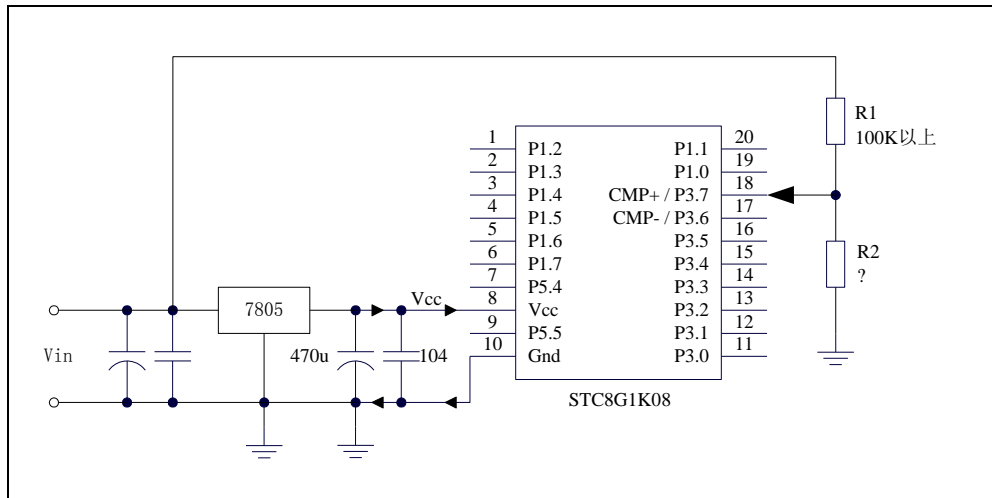 1
P1.2
2
P1.3
3
P1.4
4
P1.5
5
P1.6
6
P1.7
7
P5.4
8
Vcc
9
P5.5
10
Gnd
20
P1.1
19
P1.0
18
CMP+ / P3.7
17
CMP- / P3.6
16
P3.5
15
P3.4
14
P3.3
13
P3.2
12
P3.1
11
P3.0
STC8G1K08
R1
100K以上
R2
?
7805
Vcc
Vin
470u
104